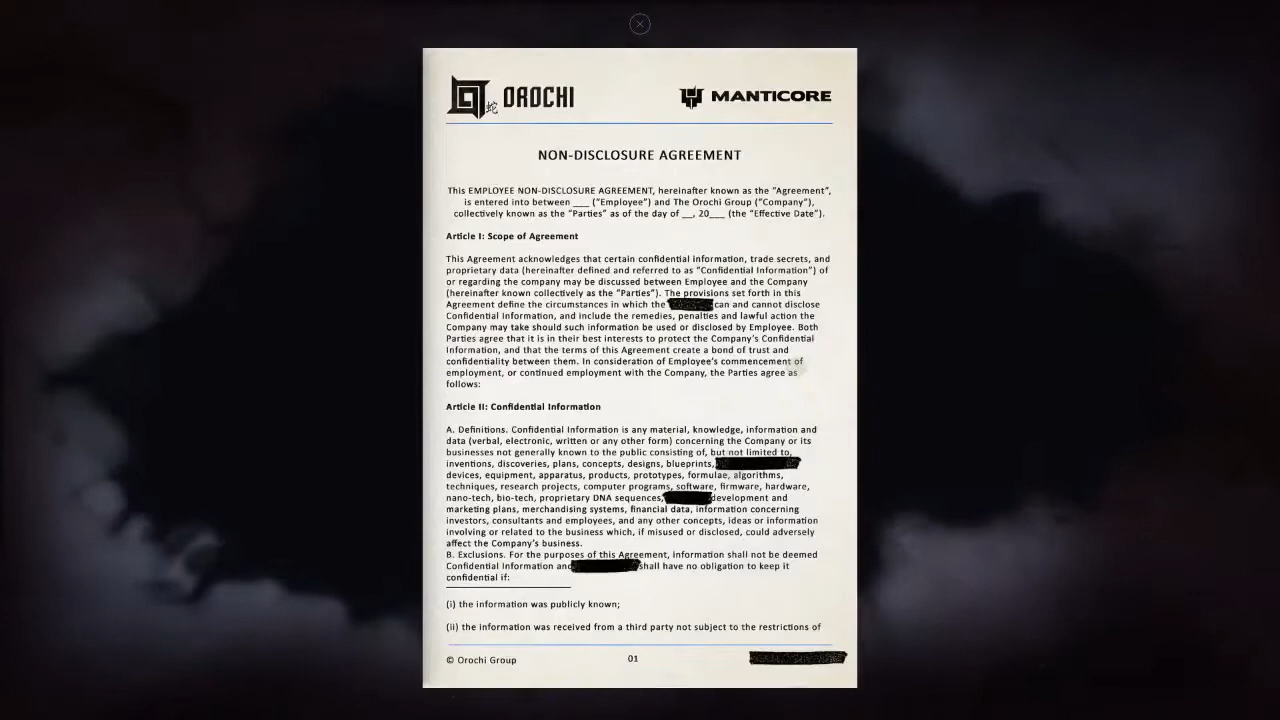 蛇 OROCHI MANTICORE
NON-DISCLOSURE AGREEMENT
This EMPLOYEE NON-DISCLOSURE AGREEMENT, hereinafter known as the “Agreement”,
is entered into between ___ (“Employee”) and The Orochi Group (“Company”),
collectively known as the “Parties” as of the day of __, 20___ (the “Effective Date”).
Article I: Scope of Agreement
This Agreement acknowledges that certain confidential information, trade secrets, and
proprietary data (hereinafter defined and referred to as “Confidential Information”) of
or regarding the company may be discussed between Employee and the Company
(hereinafter known collectively as the “Parties”). The provisions set forth in this
Agreement define the circumstances in which the can and cannot disclose
Confidential Information, and include the remedies, penalties and lawful action the
Company may take should such information be used or disclosed by Employee. Both
Parties agree that it is in their best interests to protect the Company’s Confidential
Information, and that the terms of this Agreement create a bond of trust and
confidentiality between them. In consideration of Employee’s commencement of
employment, or continued employment with the Company, the Parties agree as
follows:
Article II: Confidential Information
A. Definitions. Confidential Information is any material, knowledge, information and
data (verbal, electronic, written or any other form) concerning the Company or its
businesses not generally known to the public consisting of, but not limited to,
inventions, discoveries, plans, concepts, designs, blueprints,
devices, equipment, apparatus, products, prototypes, formulae, algorithms,
techniques, research projects, computer programs, software, firmware, hardware,
nano-tech, bio-tech, proprietary DNA sequences, development and
marketing plans, merchandising systems, financial data, information concerning
investors, consultants and employees, and any other concepts, ideas or information
involving or related to the business which, if misused or disclosed, could adversely
affect the Company’s business.
B. Exclusions. For the purposes of this Agreement, information shall not be deemed
Confidential Information and shall have no obligation to keep it
confidential if:
(i) the information was publicly known;
(ii) the information was received from a third party not subject to the restrictions of
© Orochi Group 01